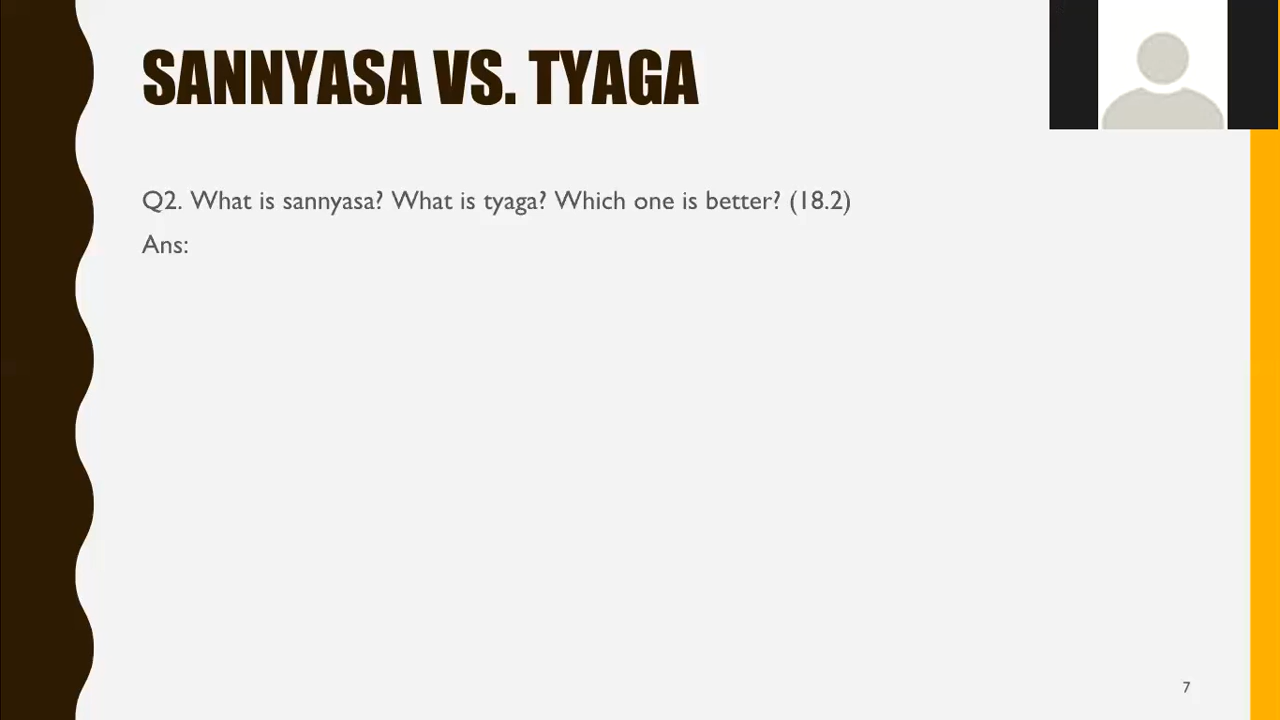 SANNYASA VS. TYAGA
Q2. What is sannyasa? What is tyaga? Which one is better? (18.2)
Ans:
7